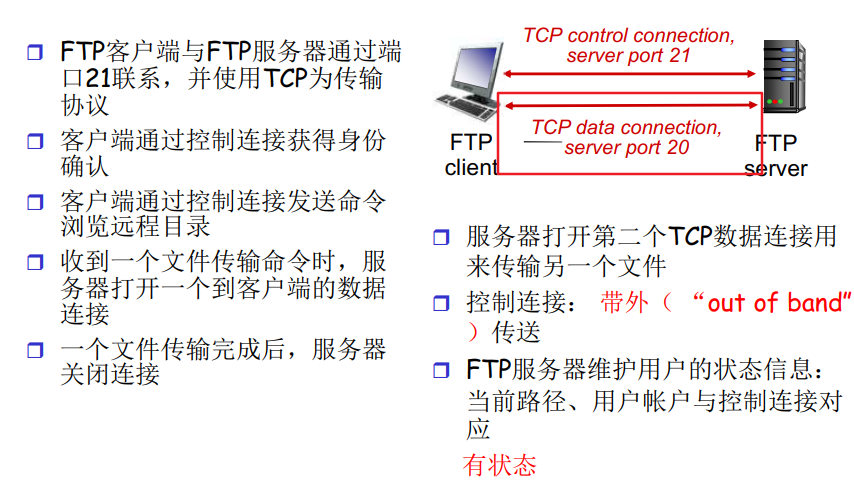 FTP客户端与FTP服务器通过端
口21联系，并使用TCP为传输
协议
客户端通过控制连接获得身份
确认
客户端通过控制连接发送命令
浏览远程目录
收到一个文件传输命令时，服
务器打开一个到客户端的数据
连接
一个文件传输完成后，服务器
关闭连接
TCP control connection,
server port 21
TCP data connection,
server port 20
FTP
client
FTP
server
服务器打开第二个TCP数据连接用
来传输另一个文件
控制连接： 带外（ “out of band”
）传送
FTP服务器维护用户的状态信息：
当前路径、用户帐户与控制连接对
应
有状态